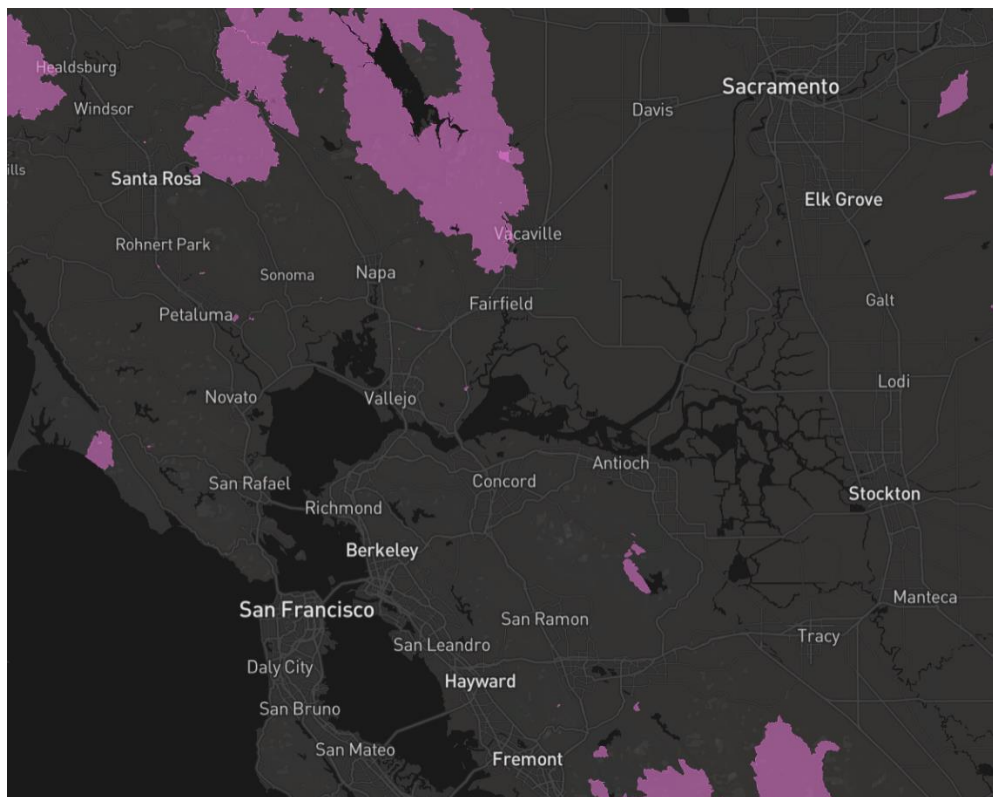 Healdsburg
Sacramento
Windsor
Davis
ills
Santa Rosa
Elk Grove
Vacaville
Rohnert Park
Sonoma
Napa
Galt
Fairfield
Petaluma
Lodi
Novato
Vallejo
Antioch
San Rafael
Concord
Stockton
Richmond
Berkeley
Manteca
San Francisco
San Ramon
Tracy
San Leandro
Daly City
Hayward
San Bruno
San Mateo
Fremont